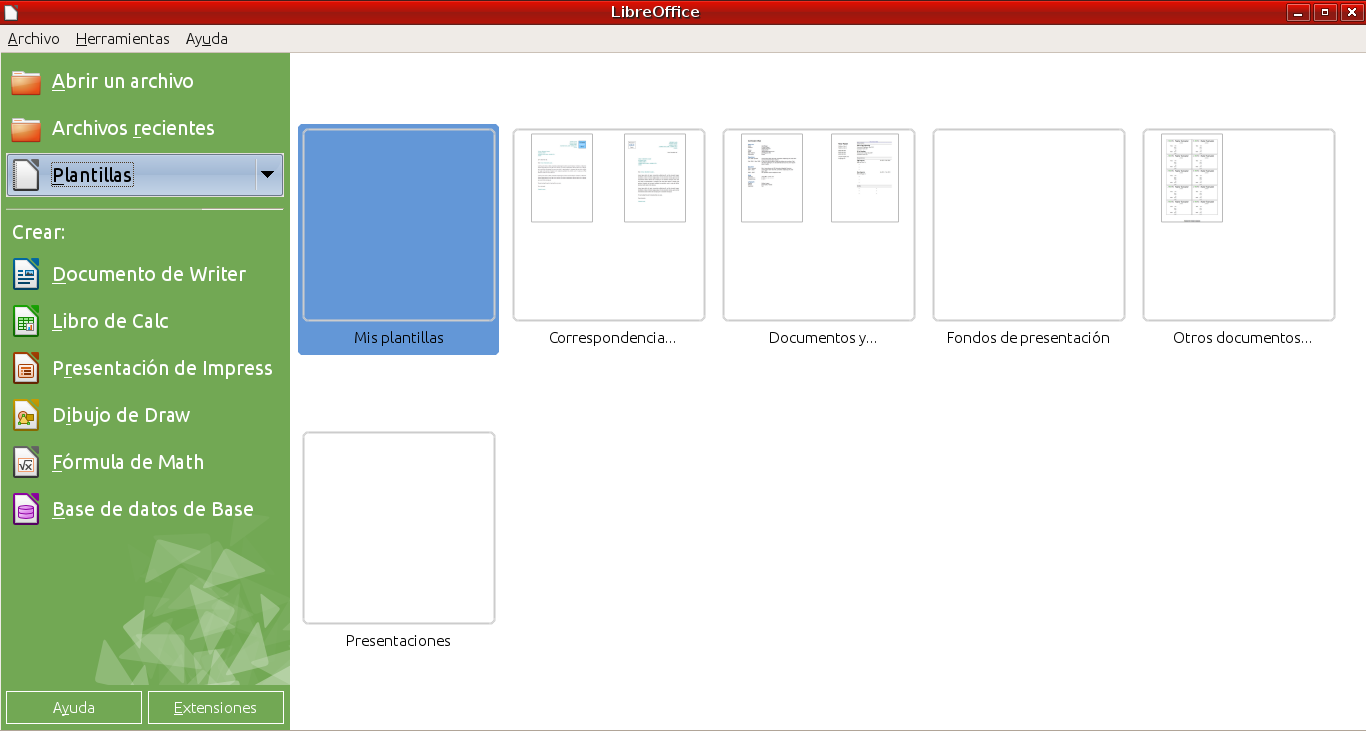 LibreOffice
Archivo Herramientas Ayuda
Abrir un archivo
Archivos recientes
Plantillas
Crear:
Documento de Writer
Libro de Calc
Presentación de Impress
Dibujo de Draw
Fórmula de Math
Base de datos de Base
Ayuda Extensiones
Mis plantillas
Correspondencia...
Documentos y...
Fondos de presentación
Otros documentos...
Presentaciones